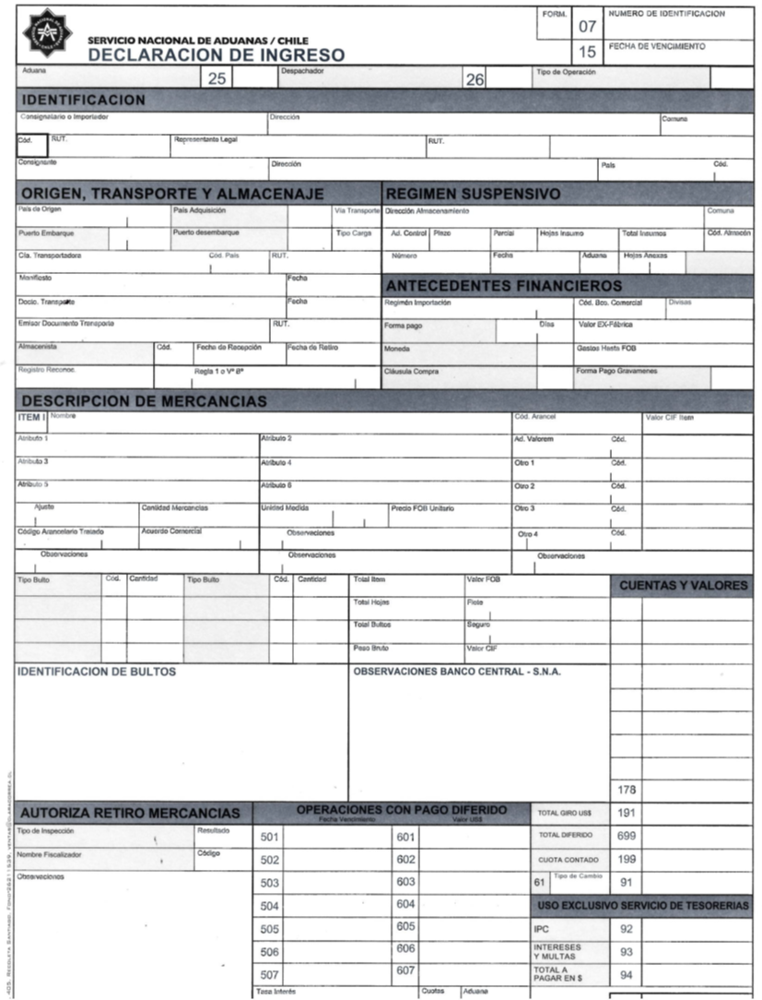 SERVICIO NACIONAL DE ADUANAS / CHILE
DECLARACION DE INGRESO
FORM.
07
NUMERO DE IDENTIFICACION
15
FECHA DE VENCIMIENTO
Aduana
25
Despachador
26
Tipo de Operación
IDENTIFICACION
Consignatario o Importador
Dirección
Comuna
Cód.
RUT.
Representante Legal
RUT.
Consignante
Dirección
País
Cód.
ORIGEN, TRANSPORTE Y ALMACENAJE
REGIMEN SUSPENSIVO
País de Origen
País Adquisición
Vía Transporte
Dirección Almacenamiento
Comuna
Puerto Embarque
Puerto desembarque
Tipo Carga
Ad. Control
Plazo
Parcial
Hojas Insumo
Total Insumos
Cód. Almacén
Cía. Transportadora
Cód. País
RUT.
Número
Fecha
Aduana
Hojas Anexas
Manifiesto
Fecha
ANTECEDENTES FINANCIEROS
Docto. Transporte
Fecha
Regimén Importación
Cód. Bco. Comercial
Divisas
Emisor Documento Transporte
RUT.
Forma pago
Días
Valor EX-Fábrica
Almacenista
Cód.
Fecha de Recepción
Fecha de Retiro
Moneda
Gastos Hasta FOB
Registro Reconoc.
Regla 1 o Vº Bº
Cláusula Compra
Forma Pago Gravamenes
DESCRIPCION DE MERCANCIAS
ITEM I
Nombre
Cód. Arancel
Valor CIF Item
Atributo 1
Atributo 2
Ad. Valorem
Cód.
Atributo 3
Atributo 4
Otro 1
Cód.
Atributo 5
Atributo 6
Otro 2
Cód.
Ajuste
Cantidad Mercancías
Unidad Medida
Precio FOB Unitario
Otro 3
Cód.
Código Arancelario Tratado
Acuerdo Comercial
Observaciones
Otro 4
Cód.
Observaciones
Observaciones
Observaciones
Tipo Bulto
Cód.
Cantidad
Tipo Bulto
Cód.
Cantidad
Total Item
Valor FOB
CUENTAS Y VALORES
Total Hojas
Flete
Total Bultos
Seguro
Peso Bruto
Valor CIF
IDENTIFICACION DE BULTOS
OBSERVACIONES BANCO CENTRAL - S.N.A.
178
AUTORIZA RETIRO MERCANCIAS
OPERACIONES CON PAGO DIFERIDO
Fecha Vencimiento
Valor US$
TOTAL GIRO US$
191
Tipo de Inspección
Resultado
501
601
TOTAL DIFERIDO
699
Nombre Fiscalizador
Código
502
602
CUOTA CONTADO
199
Observaciones
503
603
61
Tipo de Cambio
91
504
604
USO EXCLUSIVO SERVICIO DE TESORERIAS
505
605
IPC
92
506
606
INTERESES
Y MULTAS
93
507
607
TOTAL A
PAGAR EN $
94
Tasa Interés
Cuotas
Aduana